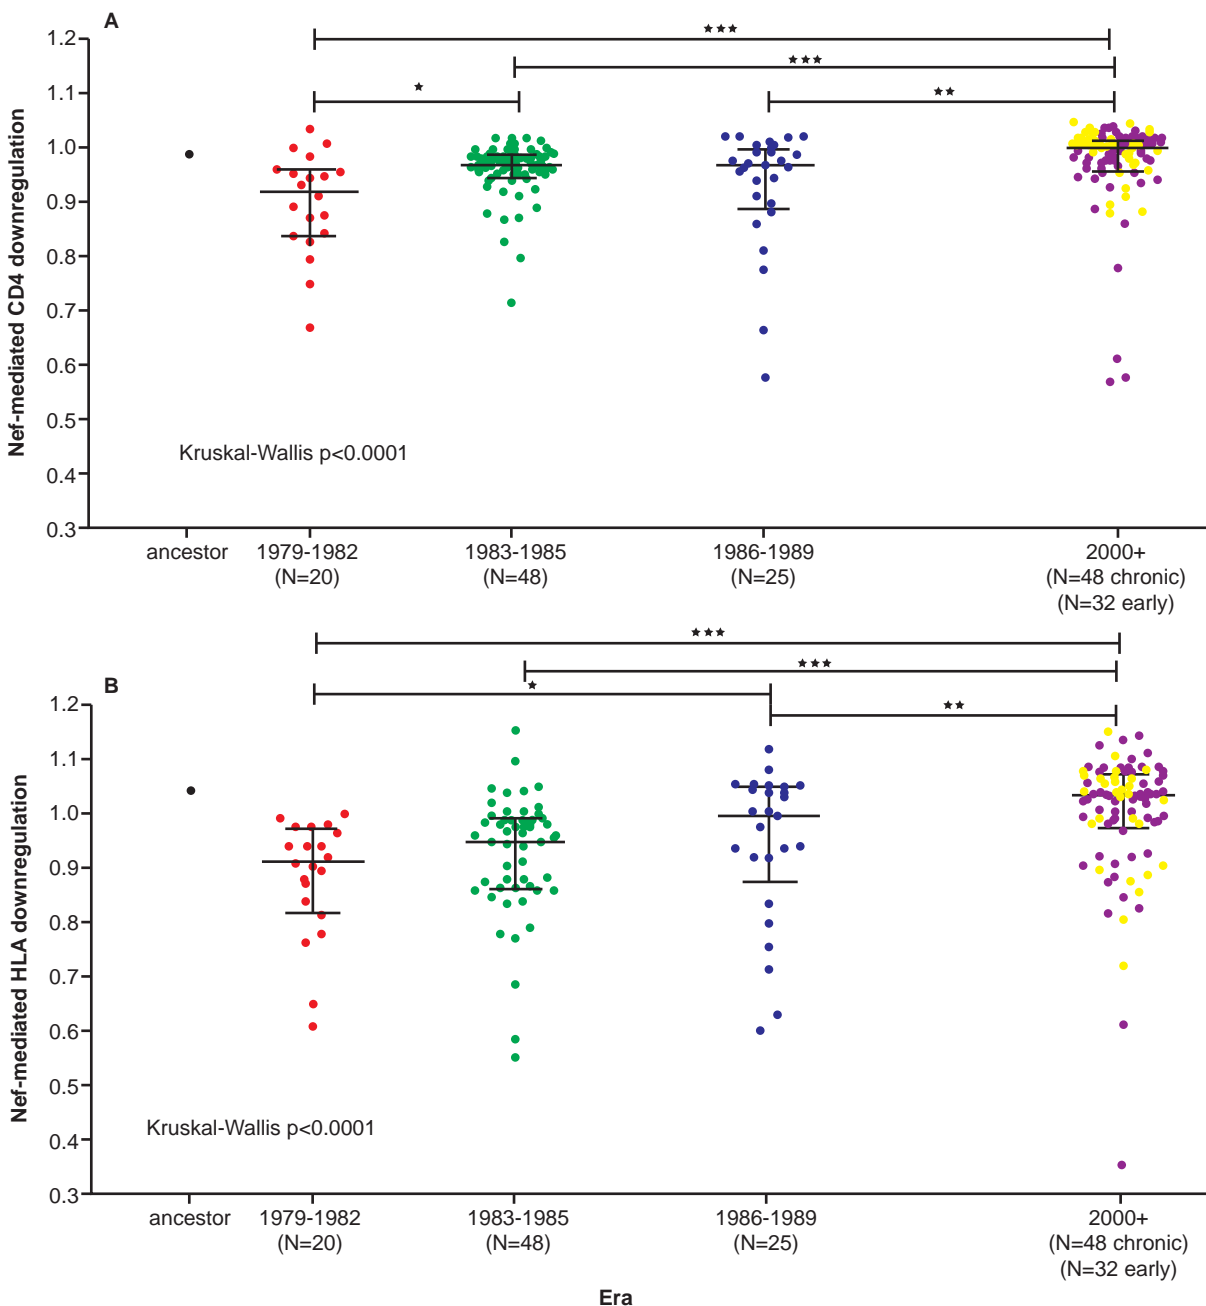 A
***
***
*
**
1.2
1.1
1.0
0.9
0.8
0.7
0.6
0.5
0.4
0.3
Nef-mediated CD4 downregulation
Kruskal-Wallis p<0.0001
ancestor 1979-1982 1983-1985 1986-1989 2000+
(N=20) (N=48) (N=25) (N=48 chronic)
(N=32 early)
B
***
***
*
**
1.2
1.1
1.0
0.9
0.8
0.7
0.6
0.5
0.4
0.3
Nef-mediated HLA downregulation
Kruskal-Wallis p<0.0001
ancestor 1979-1982 1983-1985 1986-1989 2000+
(N=20) (N=48) (N=25) (N=48 chronic)
(N=32 early)
Era